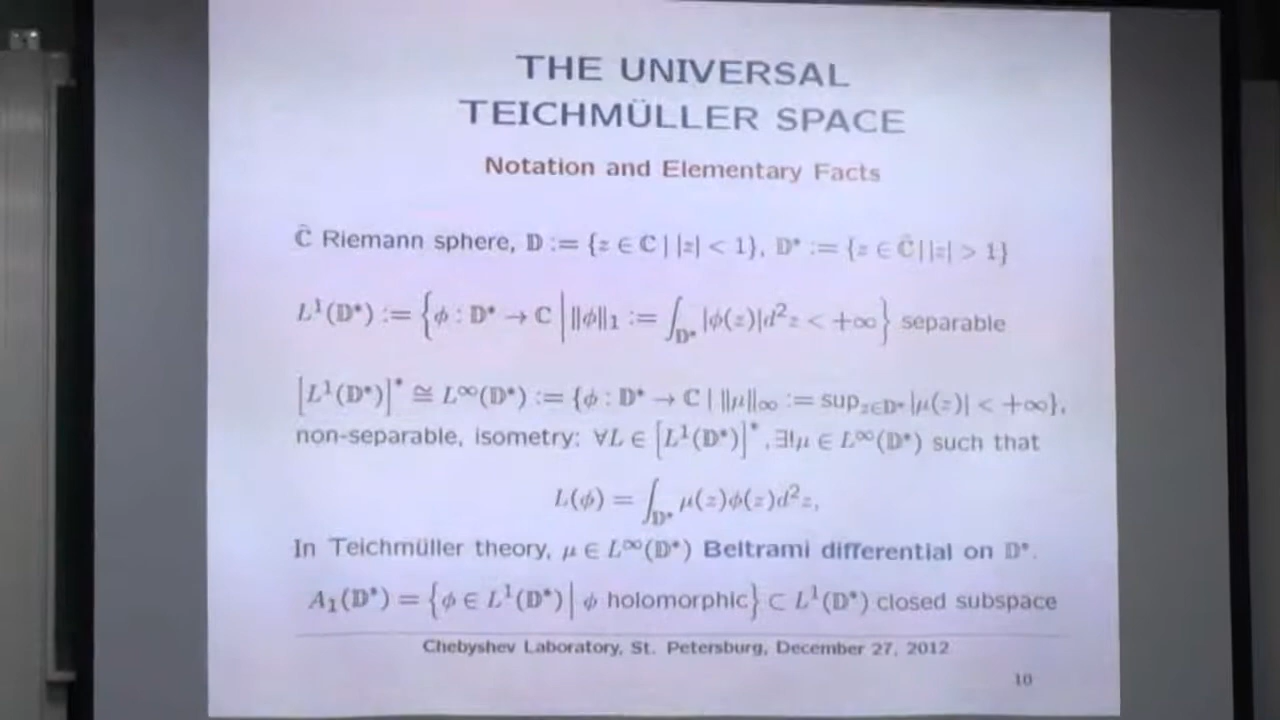 THE UNIVERSAL
TEICHMÜLLER SPACE
Notation and Elementary Facts
Ĉ Riemann sphere, 𝔻 := {z ∈ ℂ | |z| < 1}, 𝔻* := {z ∈ Ĉ | |z| > 1}
L¹(𝔻*) := {ϕ : 𝔻* → ℂ | ‖ϕ‖₁ := ∫_𝔻* |ϕ(z)|d²z < +∞} separable
[L¹(𝔻*)]* ≅ L∞(𝔻*) := {ϕ : 𝔻* → ℂ | ‖μ‖∞ := sup_{z∈𝔻*} |μ(z)| < +∞},
non-separable, isometry: ∀L ∈ [L¹(𝔻*)]*, ∃!μ ∈ L∞(𝔻*) such that
L(ϕ) = ∫_𝔻* μ(z)ϕ(z)d²z,
In Teichmüller theory, μ ∈ L∞(𝔻*) Beltrami differential on 𝔻*.
A₁(𝔻*) = {ϕ ∈ L¹(𝔻*) | ϕ holomorphic} ⊂ L¹(𝔻*) closed subspace
Chebyshev Laboratory, St. Petersburg, December 27, 2012
10